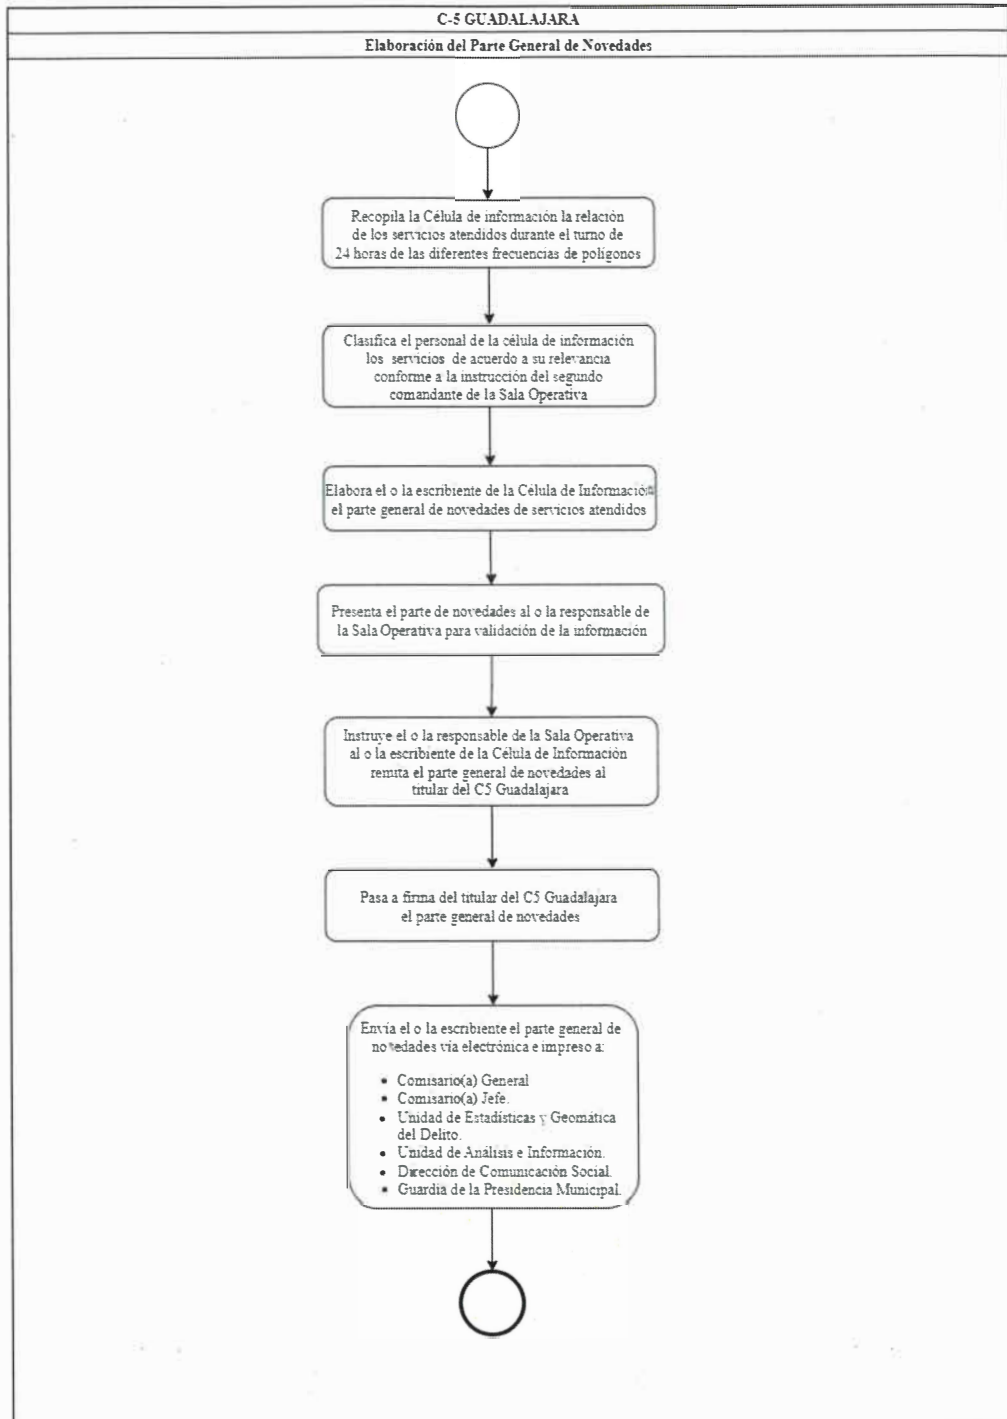 C-5 GUADALAJARA
Elaboración del Parte General de Novedades
Recopila la Célula de información la relación
de los servicios atendidos durante el turno de
24 horas de las diferentes frecuencias de polígonos
Clasifica el personal de la célula de información
los servicios de acuerdo a su relevancia
conforme a la instrucción del segundo
comandante de la Sala Operativa
Elabora el o la escribiente de la Célula de Información
el parte general de novedades de servicios atendidos
Presenta el parte de novedades al o la responsable de
la Sala Operativa para validación de la información
Instruye el o la responsable de la Sala Operativa
al o la escribiente de la Célula de Información
remita el parte general de novedades al
titular del C5 Guadalajara
Pasa a firma del titular del C5 Guadalajara
el parte general de novedades
Envía el o la escribiente el parte general de
novedades vía electrónica e impreso a:
• Comisario(a) General
• Comisario(a) Jefe.
• Unidad de Estadísticas y Geomática
del Delito.
• Unidad de Análisis e Información.
• Dirección de Comunicación Social.
• Guardia de la Presidencia Municipal.